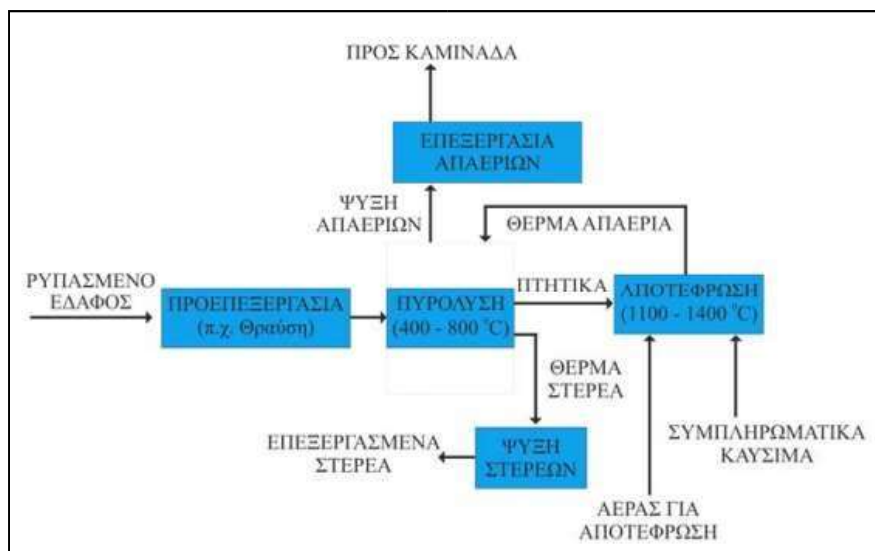 ΠΡΟΣ ΚΑΜΙΝΑΔΑ
ΕΠΕΞΕΡΓΑΣΙΑ
ΑΠΑΕΡΙΩΝ
ΨΥΞΗ
ΑΠΑΕΡΙΩΝ
ΘΕΡΜΑ ΑΠΑΕΡΙΑ
ΡΥΠΑΣΜΕΝΟ
ΕΔΑΦΟΣ
ΠΡΟΕΠΕΞΕΡΓΑΣΙΑ
(π.χ. Θραύση)
ΠΥΡΟΛΥΣΗ
(400 - 800 °C)
ΠΤΗΤΙΚΑ
ΑΠΟΤΕΦΡΩΣΗ
(1100 - 1400 °C)
ΘΕΡΜΑ
ΣΤΕΡΕΑ
ΕΠΕΞΕΡΓΑΣΜΕΝΑ
ΣΤΕΡΕΑ
ΨΥΞΗ
ΣΤΕΡΕΩΝ
ΣΥΜΠΛΗΡΩΜΑΤΙΚΑ
ΚΑΥΣΙΜΑ
ΑΕΡΑΣ ΓΙΑ
ΑΠΟΤΕΦΡΩΣΗ